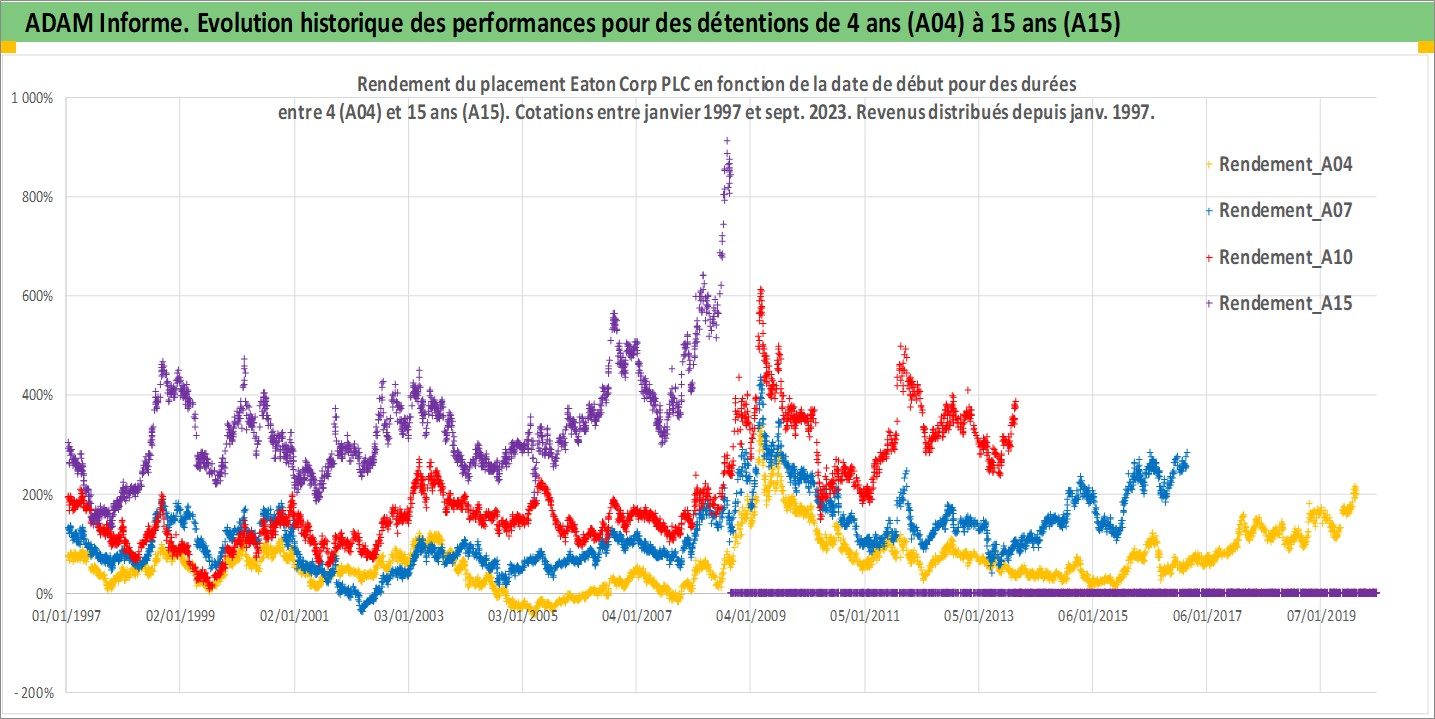 ADAM Informe. Evolution historique des performances pour des détentions de 4 ans (A04) à 15 ans (A15)
Rendement du placement Eaton Corp PLC en fonction de la date de début pour des durées
entre 4 (A04) et 15 ans (A15). Cotations entre janvier 1997 et sept. 2023. Revenus distribués depuis janv. 1997.
1 000%
800%
600%
400%
200%
0%
-200%
Rendement_A04
Rendement_A07
Rendement_A10
Rendement_A15
01/01/1997 02/01/1999 02/01/2001 02/03/2003 03/01/2005 04/01/2007 04/01/2009 05/01/2011 05/01/2013 06/01/2015 06/01/2017 07/01/2019